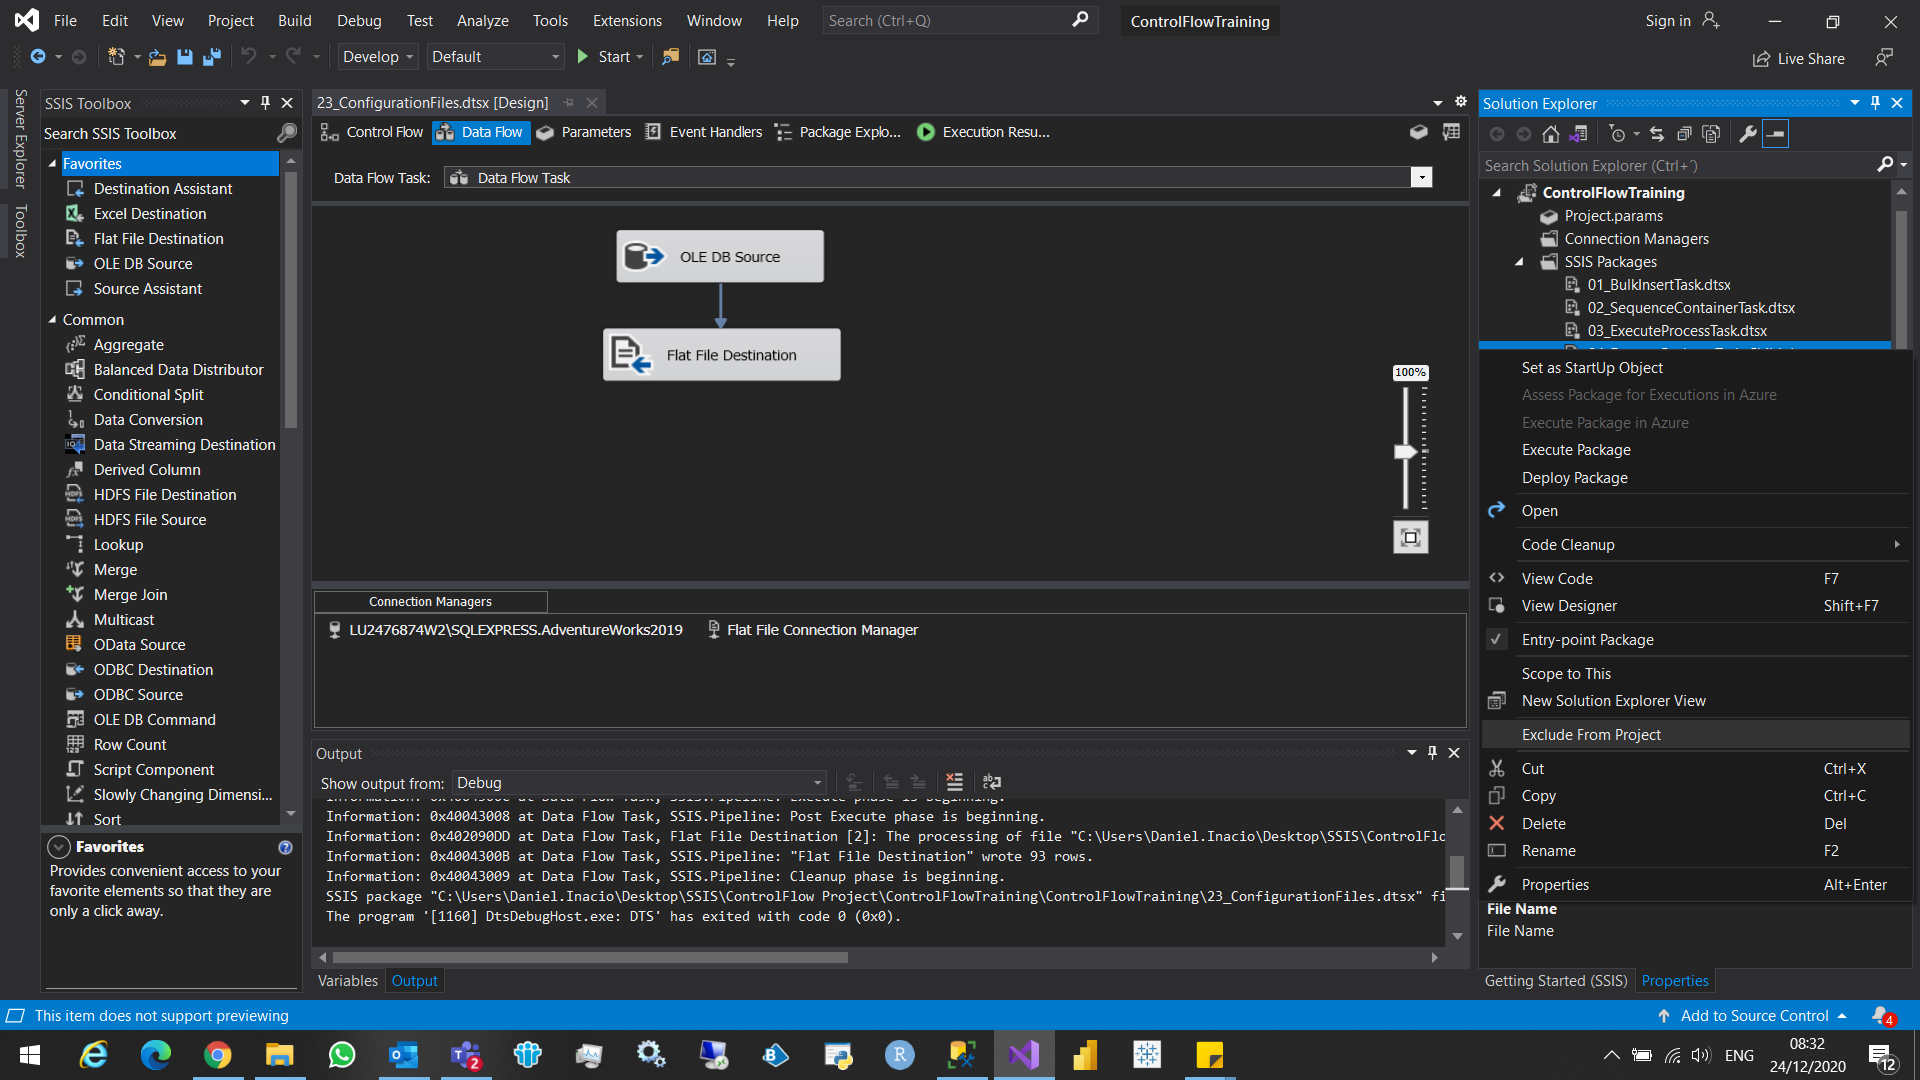 File Edit View Project Build Debug Test Analyze Tools Extensions Window Help Search (Ctrl+Q) ControlFlowTraining Sign in
Develop Default Start Live Share
Server Explorer
Toolbox
SSIS Toolbox
Search SSIS Toolbox
Favorites
Destination Assistant
Excel Destination
Flat File Destination
OLE DB Source
Source Assistant
Common
Aggregate
Balanced Data Distributor
Conditional Split
Data Conversion
Data Streaming Destination
Derived Column
HDFS File Destination
HDFS File Source
Lookup
Merge
Merge Join
Multicast
OData Source
ODBC Destination
ODBC Source
OLE DB Command
Row Count
Script Component
Slowly Changing Dimensi...
Sort
Favorites
Provides convenient access to your
favorite elements so that they are
only a click away.
23_ConfigurationFiles.dtsx [Design]
Control Flow Data Flow Parameters Event Handlers Package Explo... Execution Resu...
Data Flow Task: Data Flow Task
OLE DB Source
Flat File Destination
100%
Connection Managers
LU2476874W2\SQLEXPRESS.AdventureWorks2019 Flat File Connection Manager
Output
Show output from: Debug
Information: 0x40043008 at Data Flow Task, SSIS.Pipeline: Post Execute phase is beginning.
Information: 0x402090DD at Data Flow Task, Flat File Destination [2]: The processing of file "C:\Users\Daniel.Inacio\Desktop\SSIS\ControlFlo
Information: 0x4004300B at Data Flow Task, SSIS.Pipeline: "Flat File Destination" wrote 93 rows.
Information: 0x40043009 at Data Flow Task, SSIS.Pipeline: Cleanup phase is beginning.
SSIS package "C:\Users\Daniel.Inacio\Desktop\SSIS\ControlFlow Project\ControlFlowTraining\ControlFlowTraining\23_ConfigurationFiles.dtsx" fi
The program '[1160] DtsDebugHost.exe: DTS' has exited with code 0 (0x0).
Variables Output
Solution Explorer
Search Solution Explorer (Ctrl+´)
ControlFlowTraining
Project.params
Connection Managers
SSIS Packages
01_BulkInsertTask.dtsx
02_SequenceContainerTask.dtsx
03_ExecuteProcessTask.dtsx
Set as StartUp Object
Assess Package for Executions in Azure
Execute Package in Azure
Execute Package
Deploy Package
Open
Code Cleanup
View Code F7
View Designer Shift+F7
Entry-point Package
Scope to This
New Solution Explorer View
Exclude From Project
Cut Ctrl+X
Copy Ctrl+C
Delete Del
Rename F2
Properties Alt+Enter
File Name
File Name
Getting Started (SSIS) Properties
This item does not support previewing Add to Source Control 4
2 R ENG 08:32
24/12/2020 12